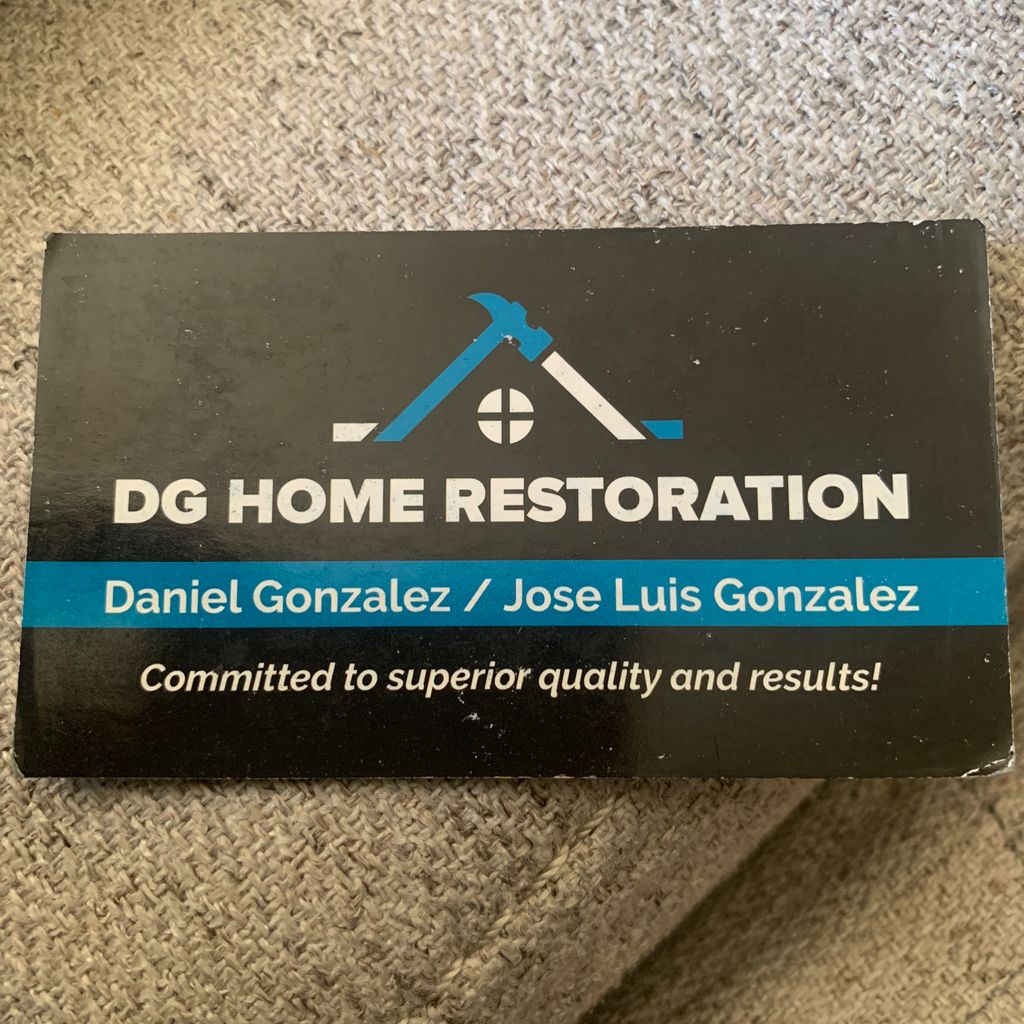 DG HOME RESTORATION
Daniel Gonzalez / Jose Luis Gonzalez
Committed to superior quality and results!